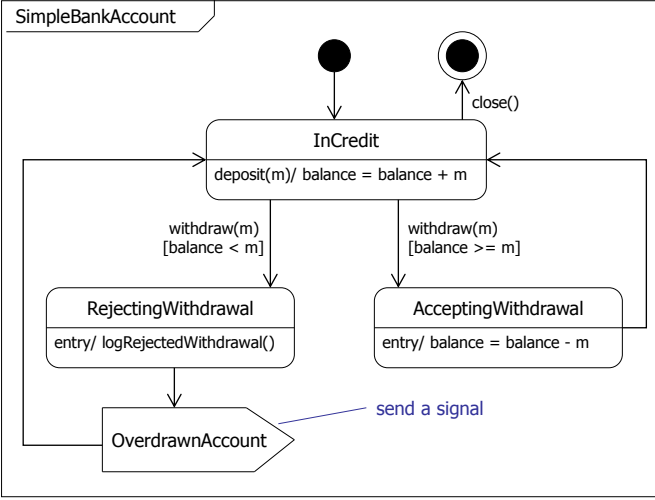 SimpleBankAccount
close()
InCredit
deposit(m)/ balance = balance + m
withdraw(m)
[balance < m]
withdraw(m)
[balance >= m]
RejectingWithdrawal
entry/ logRejectedWithdrawal()
AcceptingWithdrawal
entry/ balance = balance - m
send a signal
OverdrawnAccount